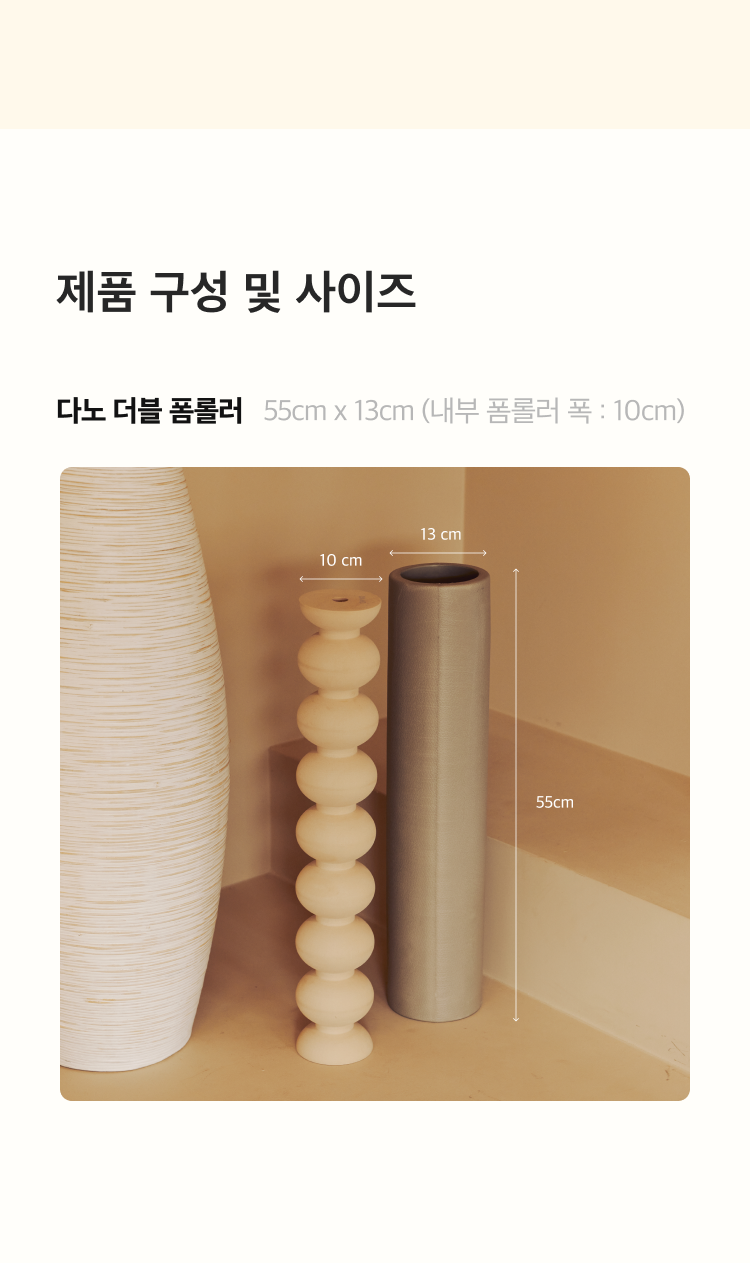 제품 구성 및 사이즈
다노 더블 폼롤러 55cm x 13cm (내부 폼롤러 폭 : 10cm)
13 cm
10 cm
55cm